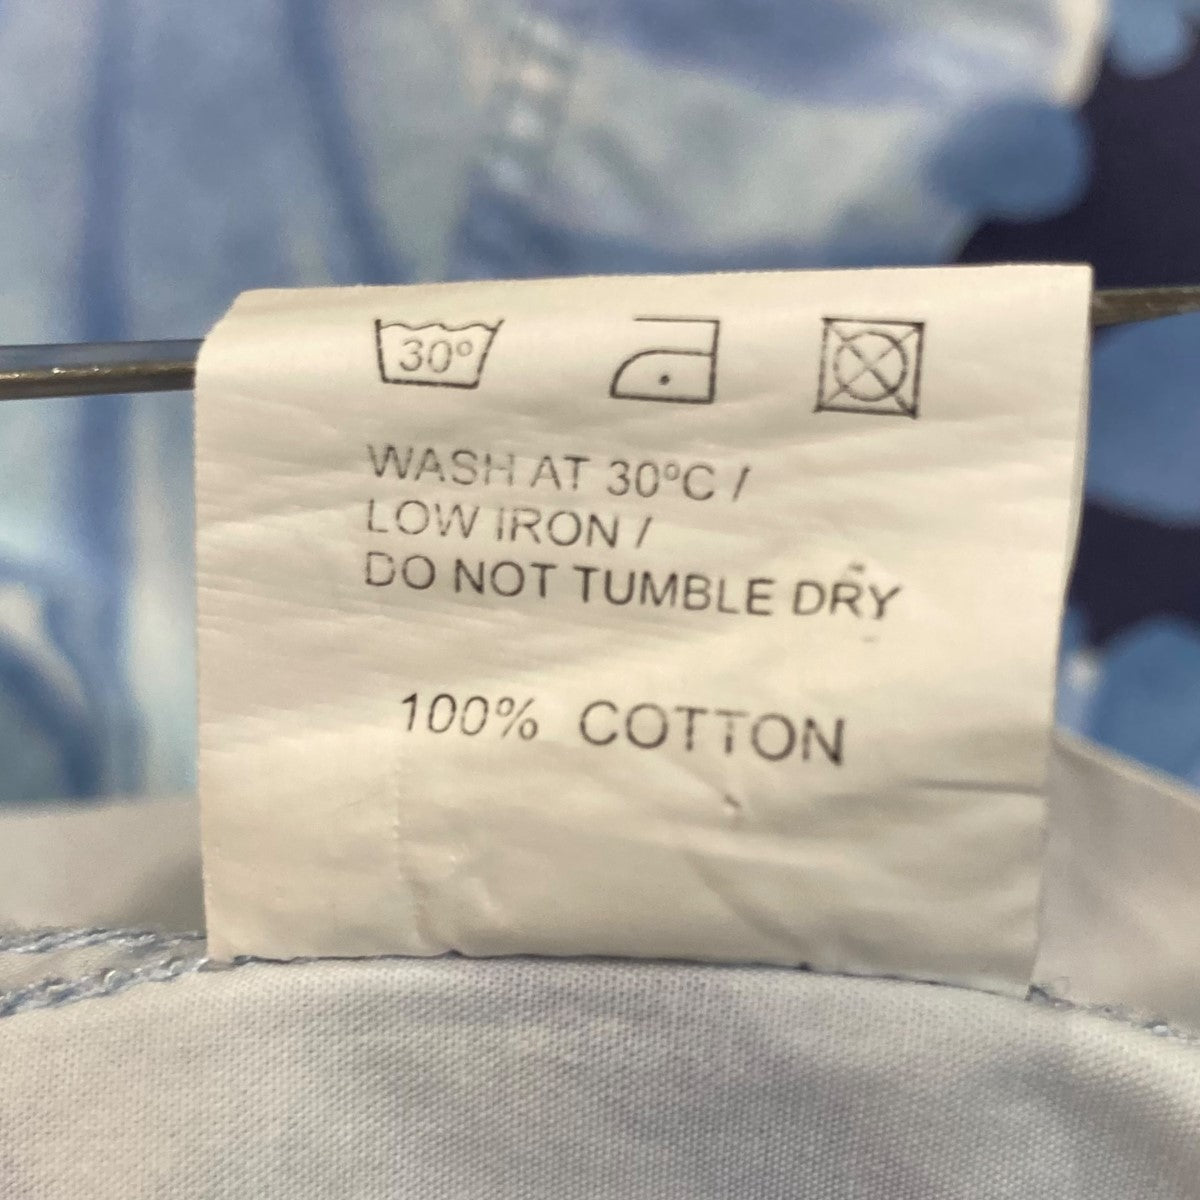 30°
WASH AT 30°C /
LOW IRON /
DO NOT TUMBLE DRY
100% COTTON